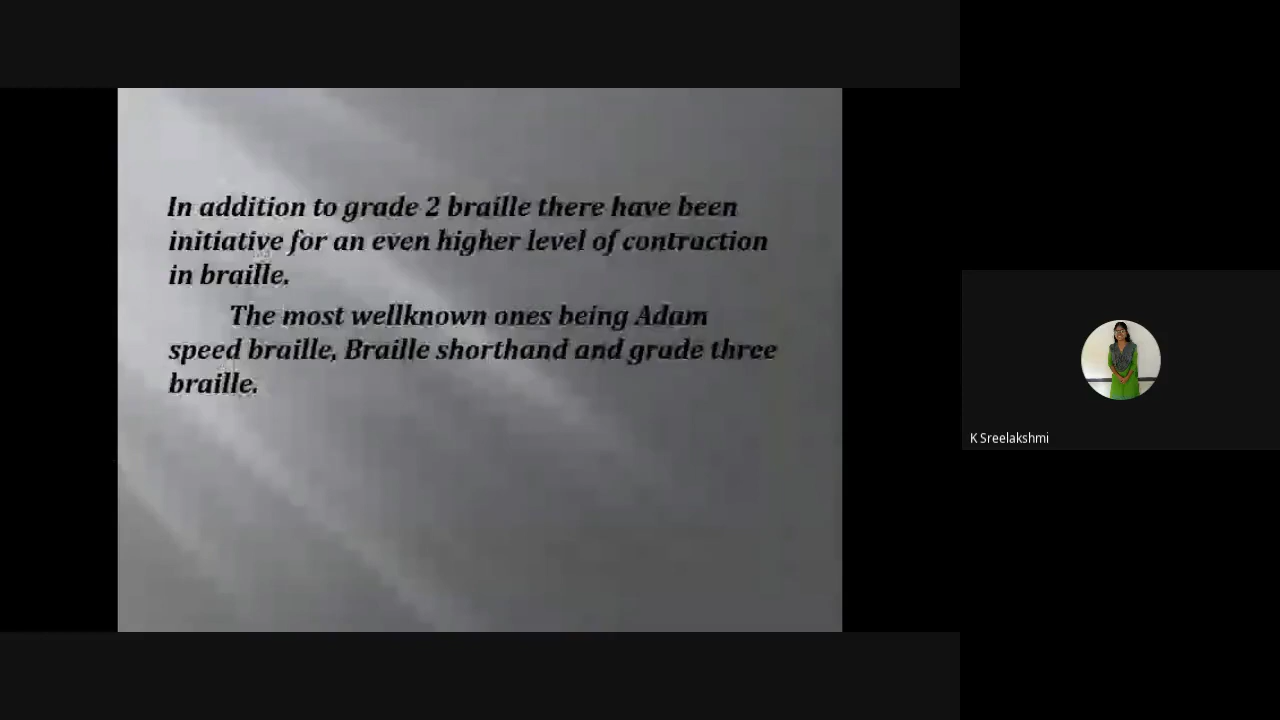 In addition to grade 2 braille there have been
initiative for an even higher level of contraction
in braille.
The most wellknown ones being Adam
speed braille, Braille shorthand and grade three
braille.
K Sreelakshmi